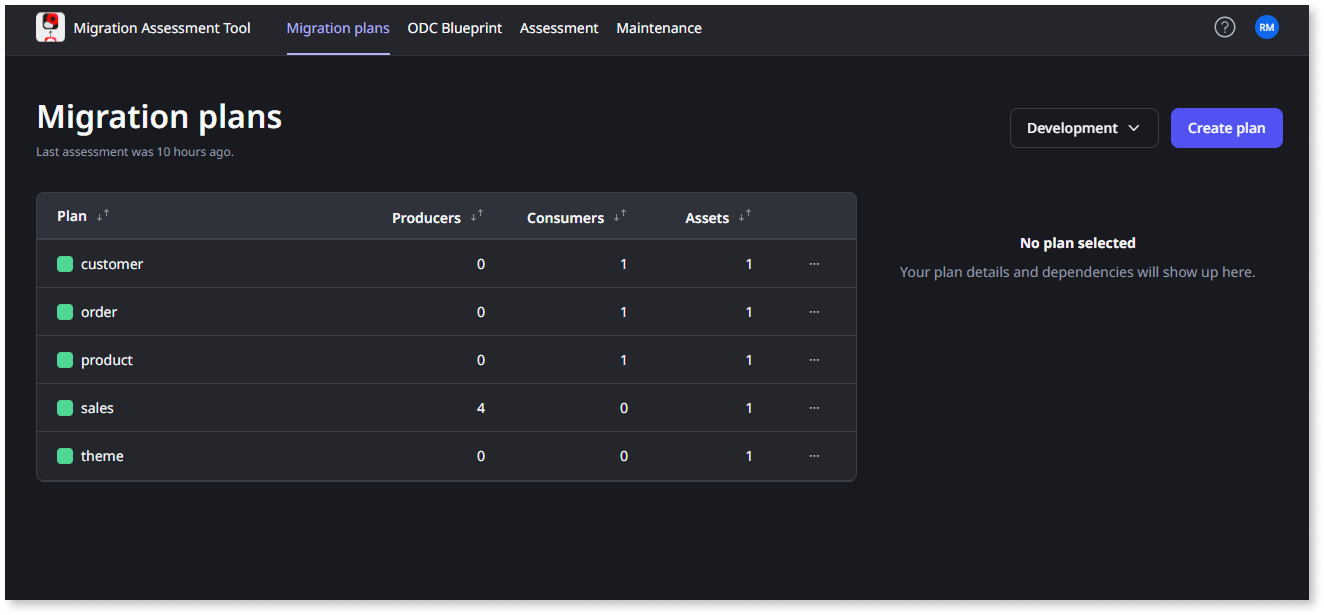 Migration Assessment Tool Migration plans ODC Blueprint Assessment Maintenance ? RM
Migration plans
Last assessment was 10 hours ago.
Development Create plan
Plan Producers Consumers Assets
customer 0 1 1 ...
order 0 1 1 ...
product 0 1 1 ...
sales 4 0 1 ...
theme 0 0 1 ...
No plan selected
Your plan details and dependencies will show up here.